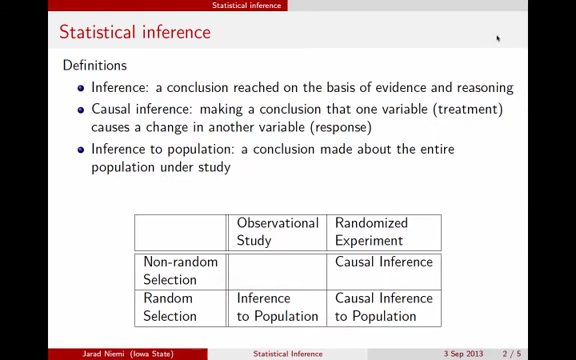 Statistical inference
Statistical inference
Definitions
Inference: a conclusion reached on the basis of evidence and reasoning
Causal inference: making a conclusion that one variable (treatment)
causes a change in another variable (response)
Inference to population: a conclusion made about the entire
population under study
Observational Randomized
Study Experiment
Non-random Causal Inference
Selection
Random Inference Causal Inference
Selection to Population to Population
Jarad Niemi (Iowa State) Statistical Inference 3 Sep 2013 2 / 5